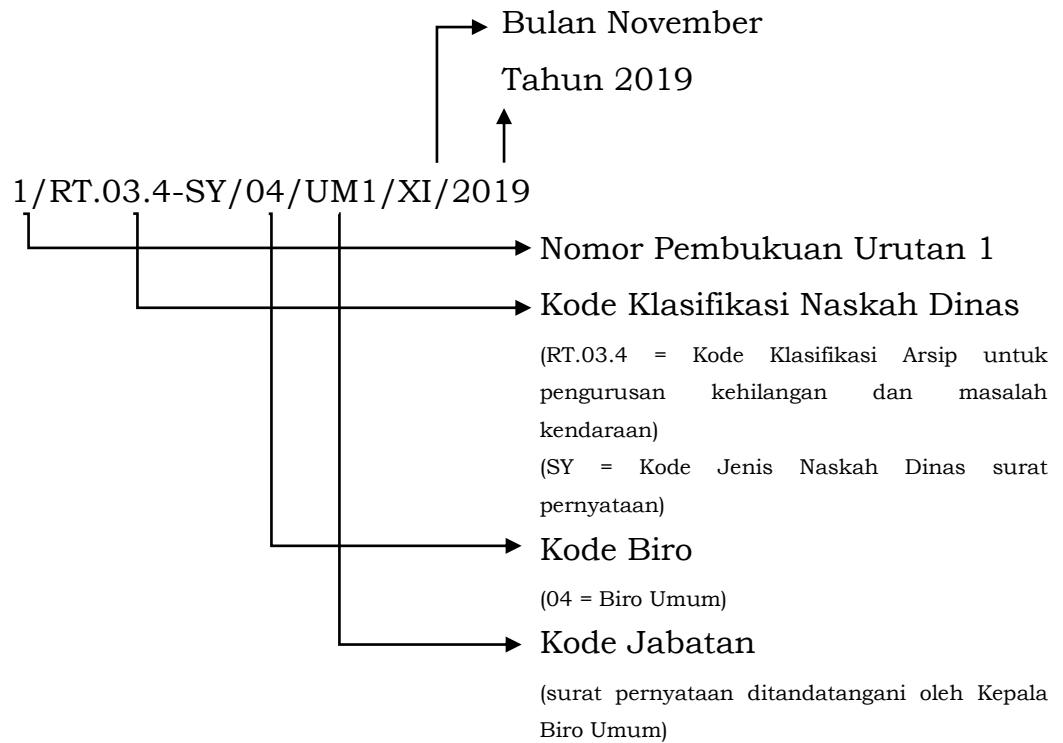 Bulan November
Tahun 2019
1/RT.03.4-SY/04/UM1/XI/2019
Nomor Pembukuan Urutan 1
Kode Klasifikasi Naskah Dinas
(RT.03.4 = Kode Klasifikasi Arsip untuk
pengurusan kehilangan dan masalah
kendaraan)
(SY = Kode Jenis Naskah Dinas surat
pernyataan)
Kode Biro
(04 = Biro Umum)
Kode Jabatan
(surat pernyataan ditandatangani oleh Kepala
Biro Umum)